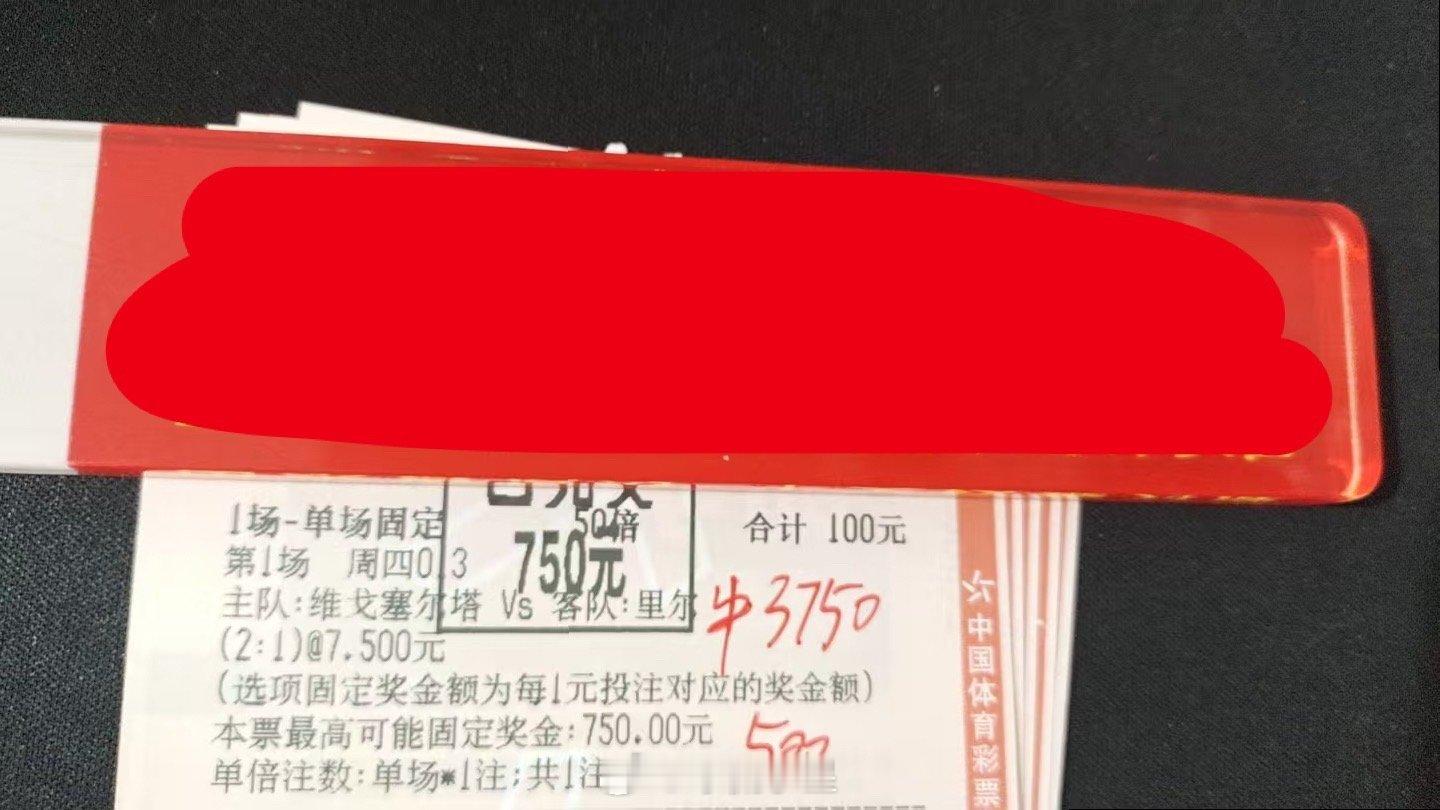 1场-单场固定 50倍 合计 100元
750元
第1场 周四0 3
主队:维戈塞尔塔 Vs 客队:里尔
中3750
(2:1)@7.500元
(选项固定奖金额为每1元投注对应的奖金额)
本票最高可能固定奖金:750.00元
单倍注数:单场*1注;共1注
中国体育彩票